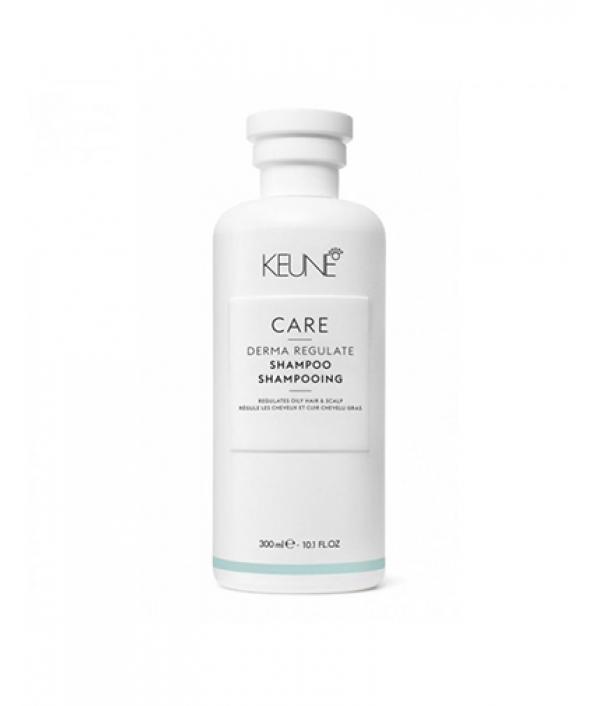 KEUNE
CARE
DERMA REGULATE
SHAMPOO
SHAMPOOING
REGULATES OILY HAIR & SCALP
RÉGULE LES CHEVEUX ET CUIR CHEVELU GRAS
300 ml ℮ - 10.1 FL.OZ